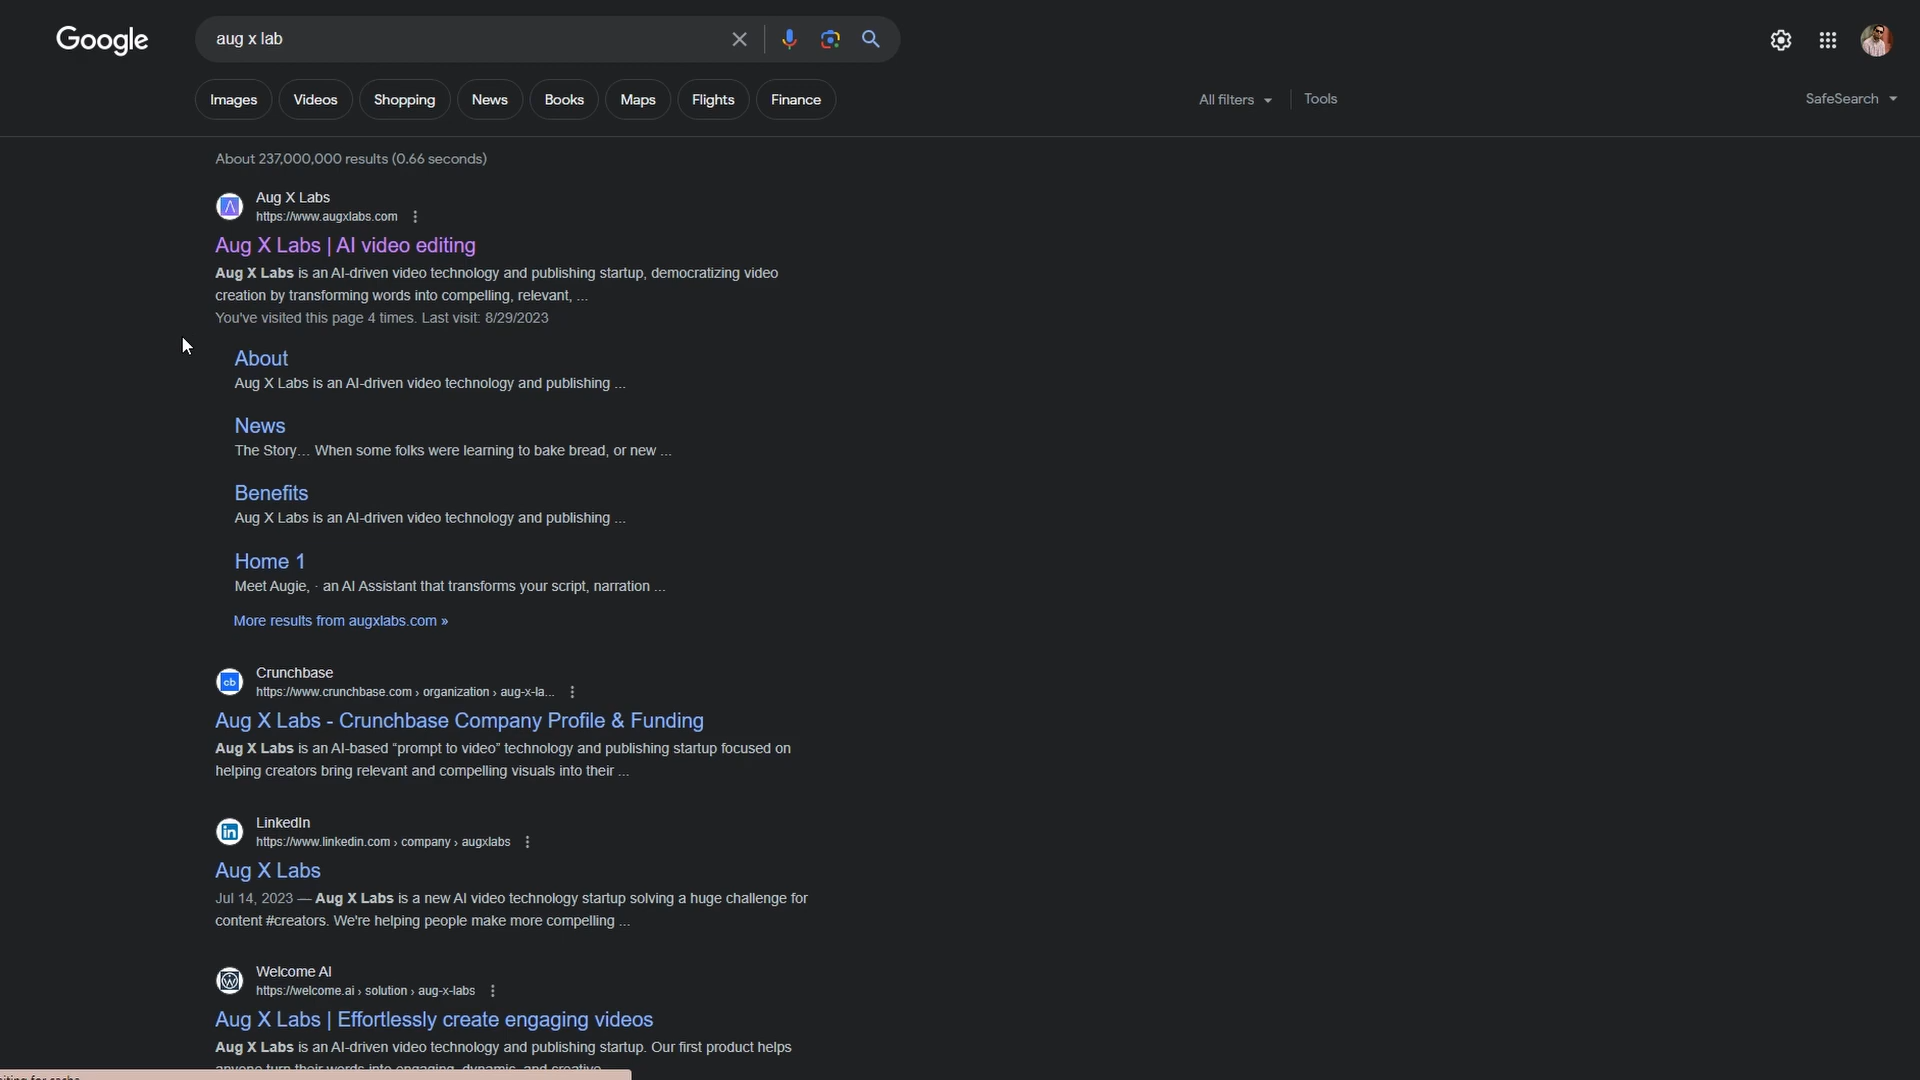 Google
aug x lab
Images
Videos
Shopping
News
Books
Maps
Flights
Finance
All filters
Tools
SafeSearch
About 237,000,000 results (0.66 seconds)
Aug X Labs
https://www.augxlabs.com
Aug X Labs | AI video editing
Aug X Labs is an AI-driven video technology and publishing startup, democratizing video
creation by transforming words into compelling, relevant, ...
You've visited this page 4 times. Last visit: 8/29/2023
About
Aug X Labs is an AI-driven video technology and publishing ...
News
The Story… When some folks were learning to bake bread, or new ...
Benefits
Aug X Labs is an AI-driven video technology and publishing ...
Home 1
Meet Augie, · an AI Assistant that transforms your script, narration ...
More results from augxlabs.com »
cb
Crunchbase
https://www.crunchbase.com › organization › aug-x-la...
Aug X Labs - Crunchbase Company Profile & Funding
Aug X Labs is an AI-based “prompt to video” technology and publishing startup focused on
helping creators bring relevant and compelling visuals into their ...
in
LinkedIn
https://www.linkedin.com › company › augxlabs
Aug X Labs
Jul 14, 2023 — Aug X Labs is a new AI video technology startup solving a huge challenge for
content #creators. We're helping people make more compelling ...
W
Welcome AI
https://welcome.ai › solution › aug-x-labs
Aug X Labs | Effortlessly create engaging videos
Aug X Labs is an AI-driven video technology and publishing startup. Our first product helps
anyone turn their words into engaging, dynamic, and creative